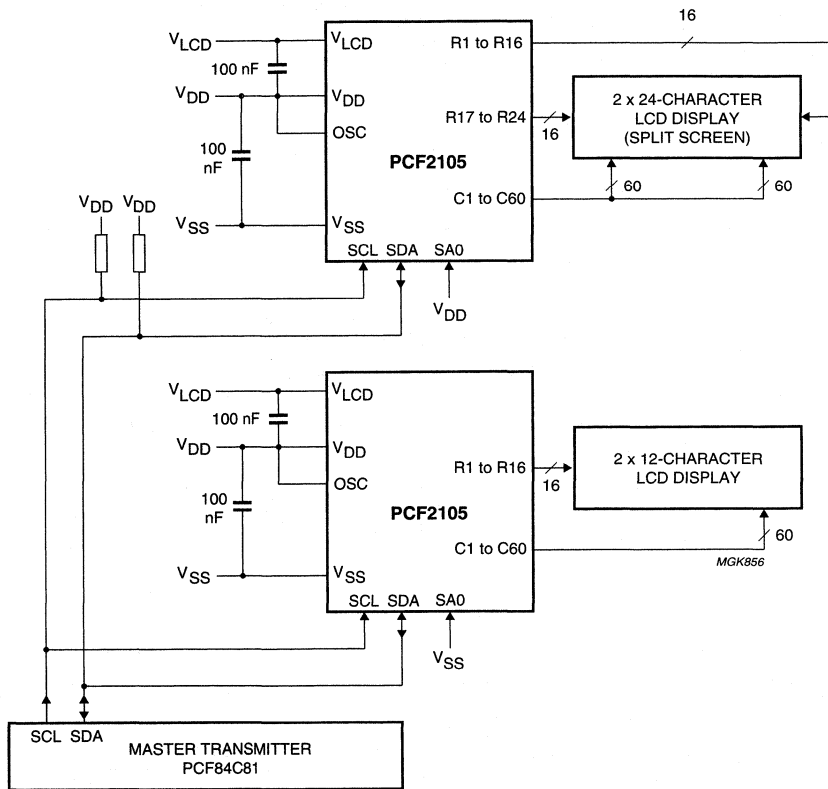 16
VLCD VLCD R1 to R16
100 nF
VDD VDD R17 to R24 2 x 24-CHARACTER
LCD DISPLAY
(SPLIT SCREEN)
OSC 16
100
nF
PCF2105
60 60
C1 to C60
VDD VDD
VSS VSS
SCL SDA SA0
VDD
VLCD VLCD
100 nF
VDD VDD
R1 to R16 2 x 12-CHARACTER
LCD DISPLAY
OSC 16
100
nF
PCF2105
60
C1 to C60
MGK856
VSS VSS
SCL SDA SA0
VSS
SCL SDA
MASTER TRANSMITTER
PCF84C81